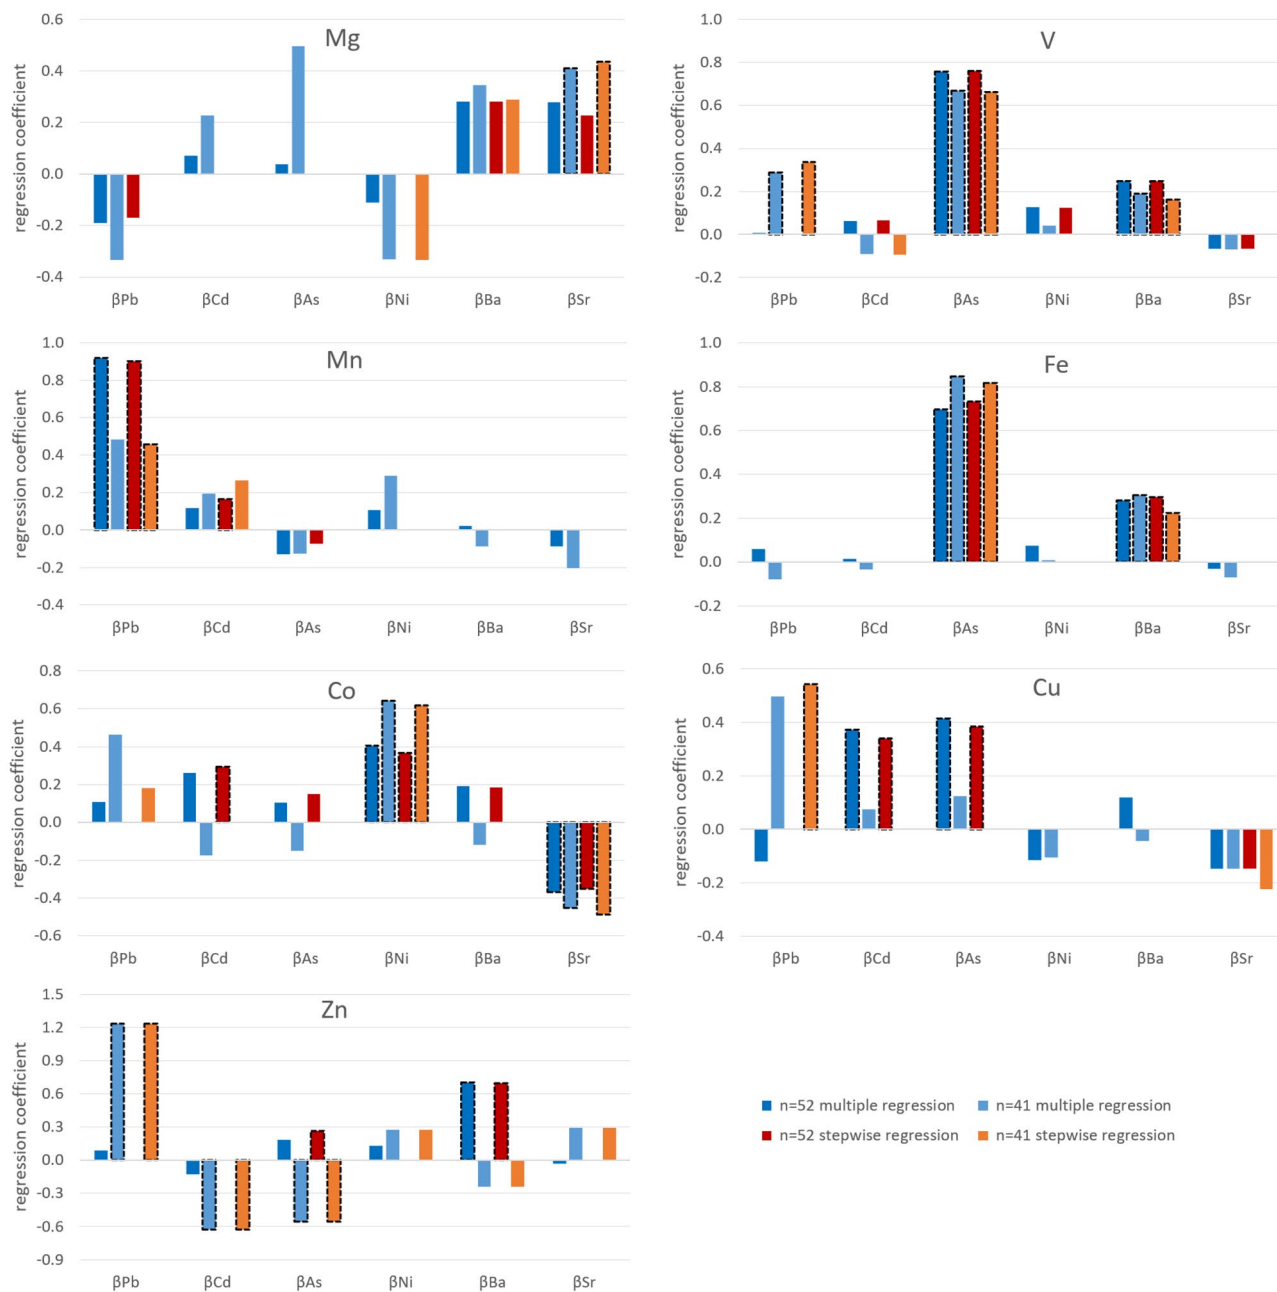 Mg
regression coefficient
0.6
0.4
0.2
0.0
-0.2
-0.4
βPb βCd βAs βNi βBa βSr
V
regression coefficient
1.0
0.8
0.6
0.4
0.2
0.0
-0.2
βPb βCd βAs βNi βBa βSr
Mn
regression coefficient
1.0
0.8
0.6
0.4
0.2
0.0
-0.2
-0.4
βPb βCd βAs βNi βBa βSr
Fe
regression coefficient
1.0
0.8
0.6
0.4
0.2
0.0
-0.2
βPb βCd βAs βNi βBa βSr
Co
regression coefficient
0.8
0.6
0.4
0.2
0.0
-0.2
-0.4
-0.6
βPb βCd βAs βNi βBa βSr
Cu
regression coefficient
0.6
0.4
0.2
0.0
-0.2
-0.4
βPb βCd βAs βNi βBa βSr
Zn
regression coefficient
1.5
1.2
0.9
0.6
0.3
0.0
-0.3
-0.6
-0.9
βPb βCd βAs βNi βBa βSr
n=52 multiple regression n=41 multiple regression
n=52 stepwise regression n=41 stepwise regression